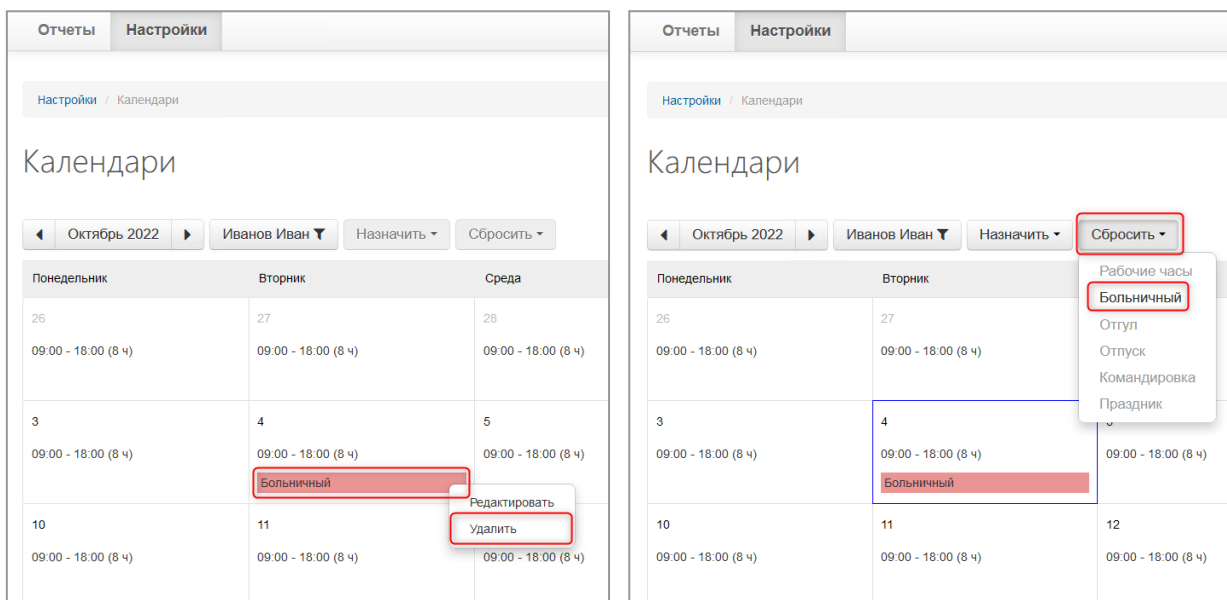 Отчеты Настройки
Настройки / Календари
Календари
Октябрь 2022 Иванов Иван Назначить Сбросить
Понедельник Вторник Среда
26 27 28
09:00 - 18:00 (8 ч) 09:00 - 18:00 (8 ч) 09:00 - 18:00 (8 ч)
3 4 5
09:00 - 18:00 (8 ч) 09:00 - 18:00 (8 ч) 09:00 - 18:00 (8 ч)
Больничный
Редактировать
Удалить
10 11
09:00 - 18:00 (8 ч) 09:00 - 18:00 (8 ч) 09:00 - 18:00 (8 ч)
Отчеты Настройки
Настройки / Календари
Календари
Октябрь 2022 Иванов Иван Назначить Сбросить
Рабочие часы
Больничный
Отгул
Отпуск
Командировка
Праздник
Понедельник Вторник
26 27
09:00 - 18:00 (8 ч) 09:00 - 18:00 (8 ч)
3 4
09:00 - 18:00 (8 ч) 09:00 - 18:00 (8 ч) 09:00 - 18:00 (8 ч)
Больничный
10 11 12
09:00 - 18:00 (8 ч) 09:00 - 18:00 (8 ч) 09:00 - 18:00 (8 ч)